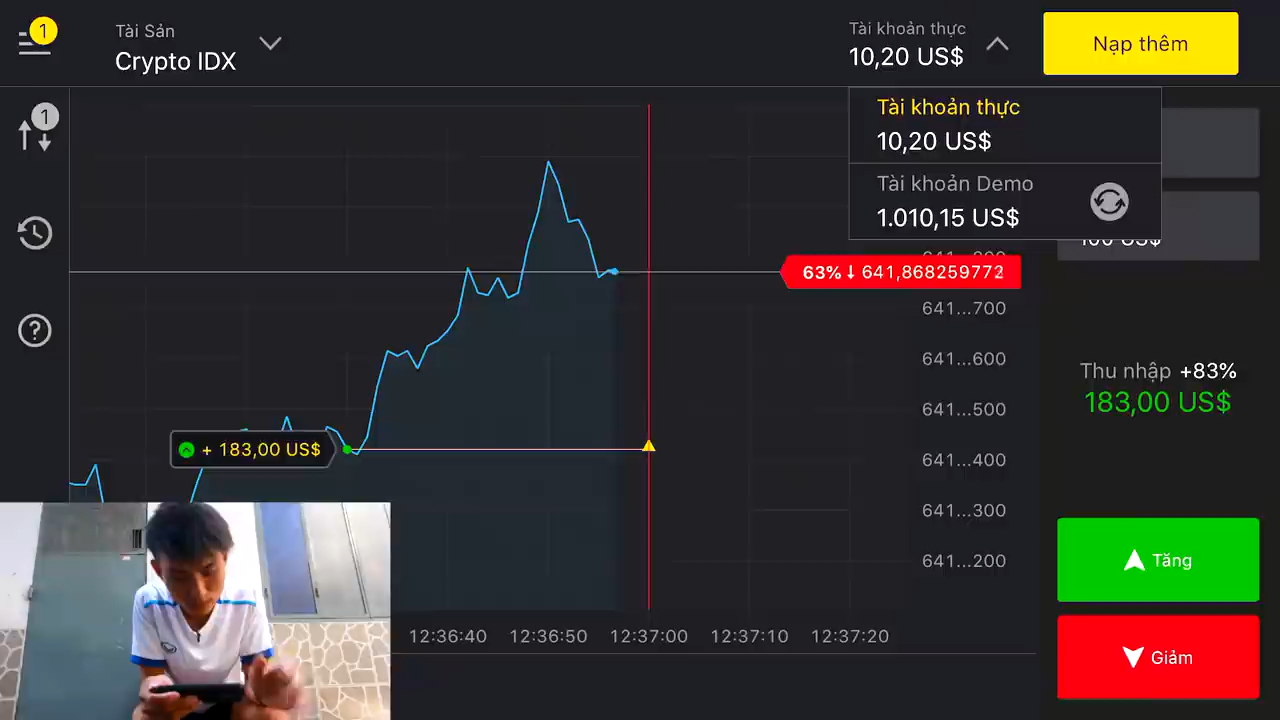 1
Tài Sản
Crypto IDX
Tài khoản thực
10,20 US$
Nạp thêm
Tài khoản thực
10,20 US$
Tài khoản Demo
1.010,15 US$
1
100 US$
63% 641,868259772
641...700
641...600
641...500
641...400
641...300
641...200
+ 183,00 US$
Thu nhập +83%
183,00 US$
Tăng
Giảm
12:36:40 12:36:50 12:37:00 12:37:10 12:37:20